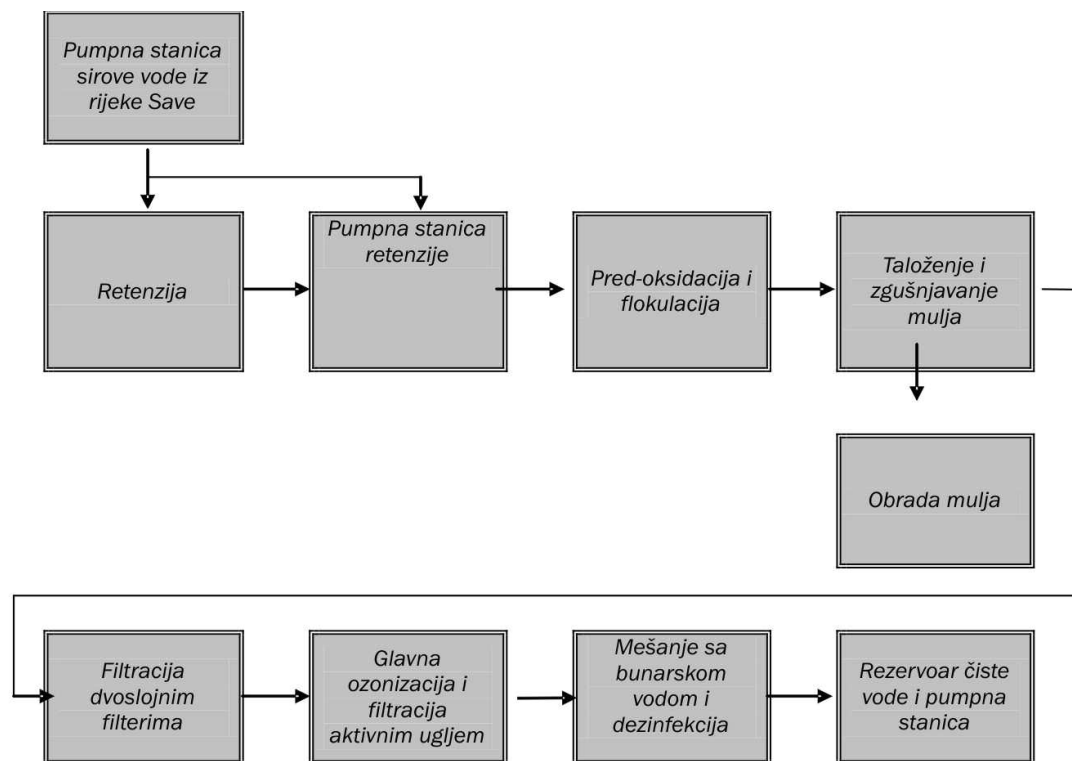 Pumpna stanica
sirove vode iz
rijeke Save
Retenzija
Pumpna stanica
retenzije
Pred-oksidacija i
flokulacija
Taloženje i
zgušnjavanje
mulja
Obrada mulja
Filtracija
dvoslojnim
filterima
Glavna
ozonizacija i
filtracija
aktivnim ugljem
Mešanje sa
bunarskom
vodom i
dezinfekcija
Rezervoar čiste
vode i pumpna
stanica